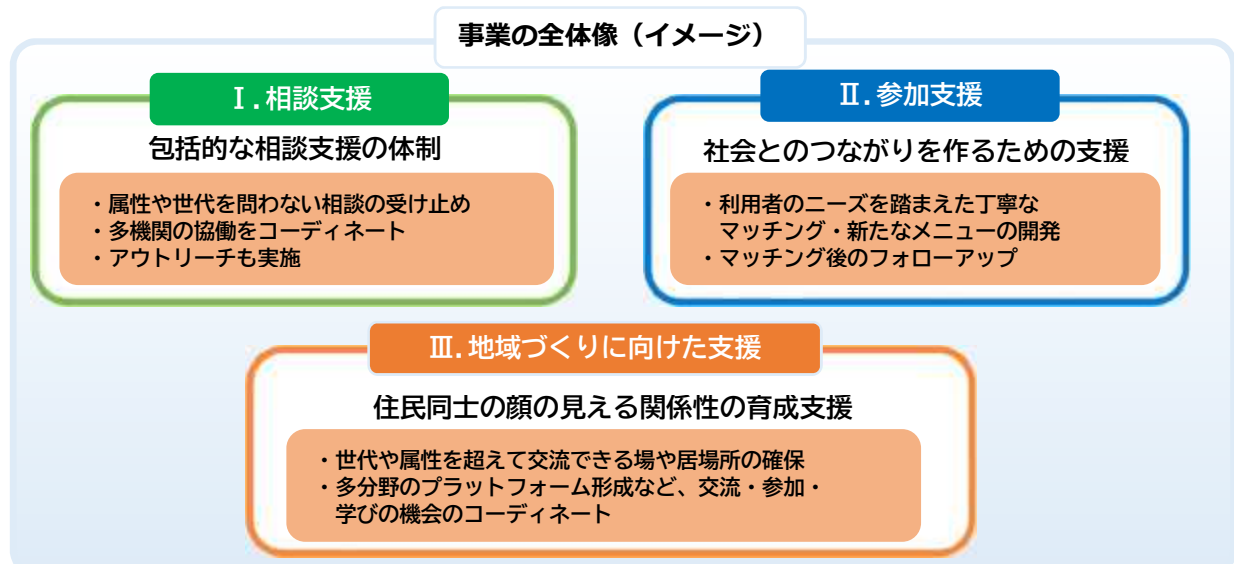 事業の全体像（イメージ）
Ⅰ.相談支援
包括的な相談支援の体制
・属性や世代を問わない相談の受け止め
・多機関の協働をコーディネート
・アウトリーチも実施
Ⅱ.参加支援
社会とのつながりを作るための支援
・利用者のニーズを踏まえた丁寧な
マッチング・新たなメニューの開発
・マッチング後のフォローアップ
Ⅲ.地域づくりに向けた支援
住民同士の顔の見える関係性の育成支援
・世代や属性を超えて交流できる場や居場所の確保
・多分野のプラットフォーム形成など、交流・参加・
学びの機会のコーディネート